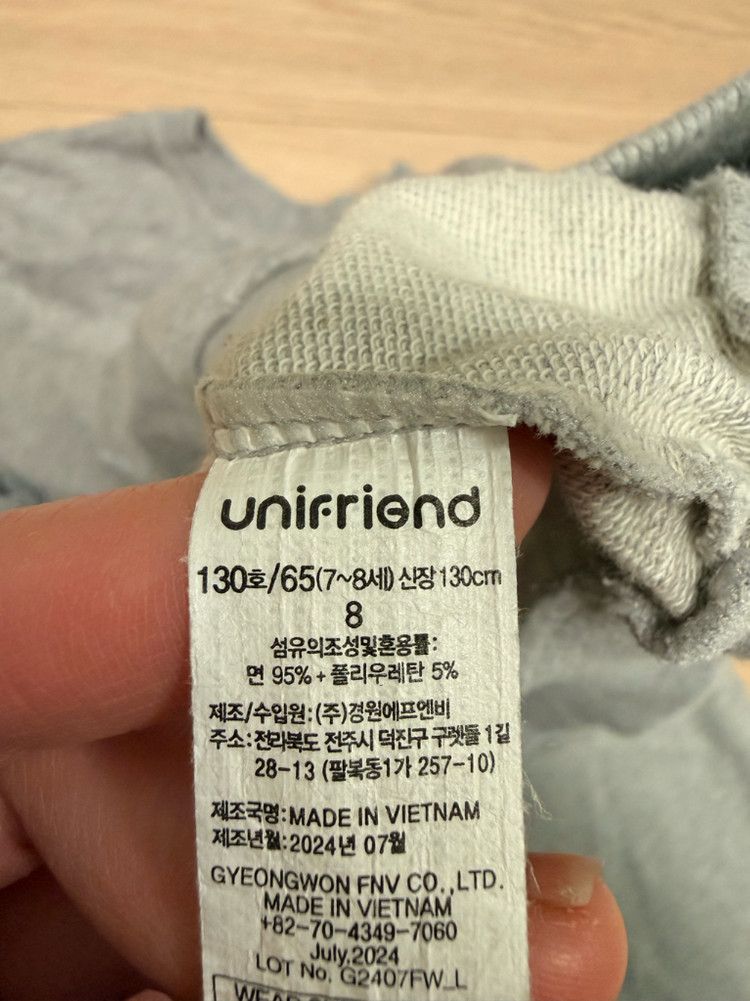 unifriend
130호/65(7~8세) 신장130cm
8
섬유의조성및혼용률:
면 95% + 폴리우레탄 5%
제조/수입원:(주)경원에프엔비
주소:전라북도 전주시 덕진구 구렛들 1길
28-13 (팔복동1가 257-10)
제조국명:MADE IN VIETNAM
제조년월:2024년 07월
GYEONGWON FNV CO.,LTD.
MADE IN VIETNAM
+82-70-4349-7060
July.2024
LOT No. G2407FW_L
WEAR